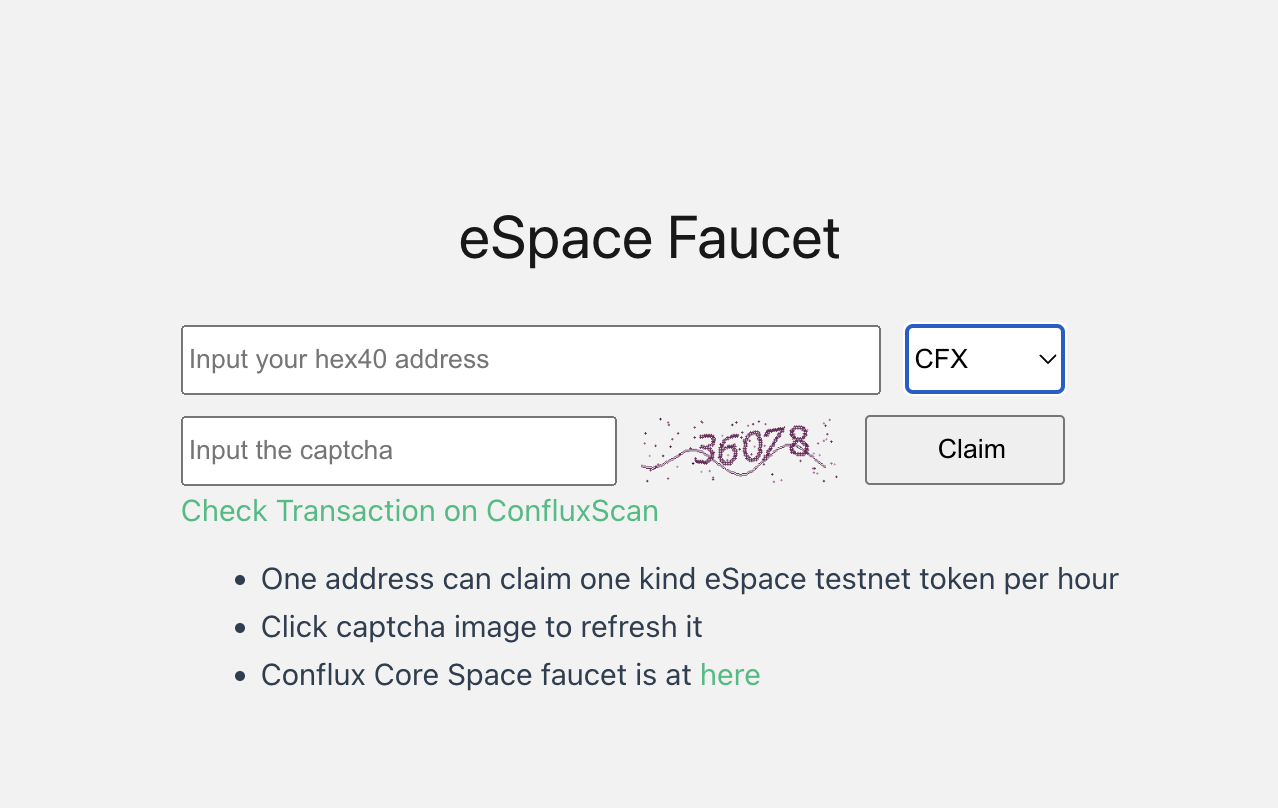 eSpace Faucet
Input your hex40 address
CFX
Input the captcha
36078
Claim
Check Transaction on ConfluxScan
One address can claim one kind eSpace testnet token per hour
Click captcha image to refresh it
Conflux Core Space faucet is at here